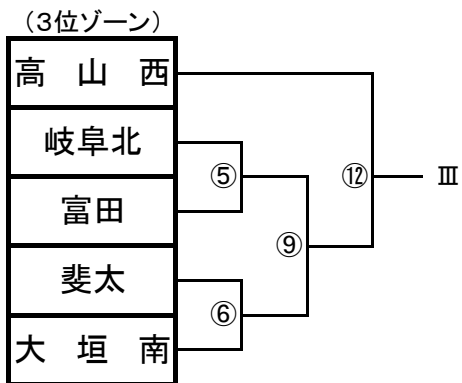 （3位ゾーン）
高　山　西
岐阜北
⑤
富田
⑫
Ⅲ
⑨
斐太
⑥
大　垣　南